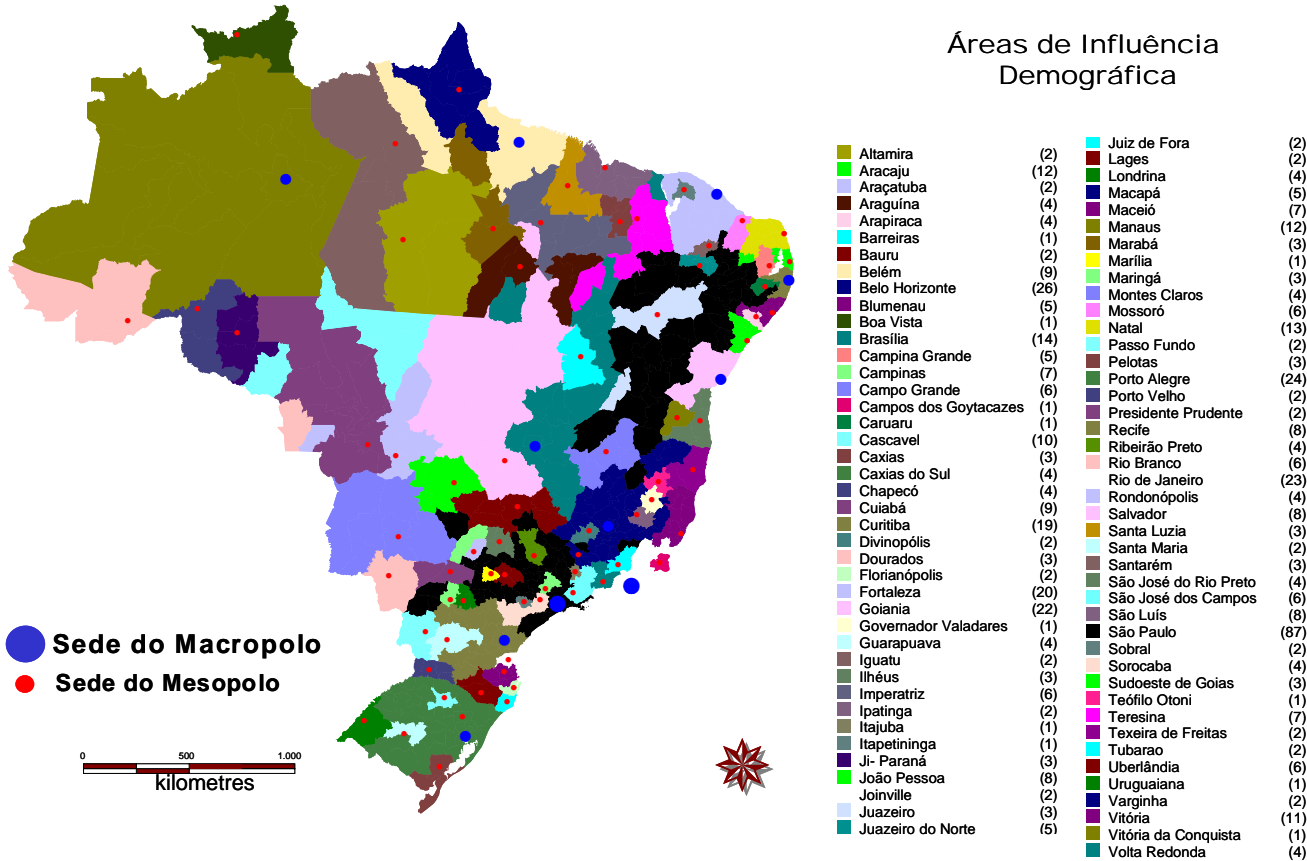 Áreas de Influência
Demográfica
Altamira (2)
Aracaju (12)
Araçatuba (2)
Araguína (4)
Arapiraca (4)
Barreiras (1)
Bauru (2)
Belém (9)
Belo Horizonte (26)
Blumenau (5)
Boa Vista (1)
Brasília (14)
Campina Grande (5)
Campinas (7)
Campo Grande (6)
Campos dos Goytacazes (1)
Caruaru (1)
Cascavel (10)
Caxias (3)
Caxias do Sul (4)
Chapecó (4)
Cuiabá (9)
Curitiba (19)
Divinopólis (2)
Dourados (3)
Florianópolis (2)
Fortaleza (20)
Goiania (22)
Governador Valadares (1)
Guarapuava (4)
Iguatu (2)
Ilhéus (3)
Imperatriz (6)
Ipatinga (2)
Itajuba (1)
Itapetininga (1)
Ji- Paraná (3)
João Pessoa (8)
Joinville (2)
Juazeiro (3)
Juazeiro do Norte (5)
Juiz de Fora (2)
Lages (2)
Londrina (4)
Macapá (5)
Maceió (7)
Manaus (12)
Marabá (3)
Marília (1)
Maringá (3)
Montes Claros (4)
Mossoró (6)
Natal (13)
Passo Fundo (2)
Pelotas (3)
Porto Alegre (24)
Porto Velho (2)
Presidente Prudente (2)
Recife (8)
Ribeirão Preto (4)
Rio Branco (6)
Rio de Janeiro (23)
Rondonópolis (4)
Salvador (8)
Santa Luzia (3)
Santa Maria (2)
Santarém (3)
São José do Rio Preto (4)
São José dos Campos (6)
São Luís (8)
São Paulo (87)
Sobral (2)
Sorocaba (4)
Sudoeste de Goias (3)
Teófilo Otoni (1)
Teresina (7)
Texeira de Freitas (2)
Tubarao (2)
Uberlândia (6)
Uruguaiana (1)
Varginha (2)
Vitória (11)
Vitória da Conquista (1)
Volta Redonda (4)
Sede do Macropolo
Sede do Mesopolo
0 500 1.000
kilometres